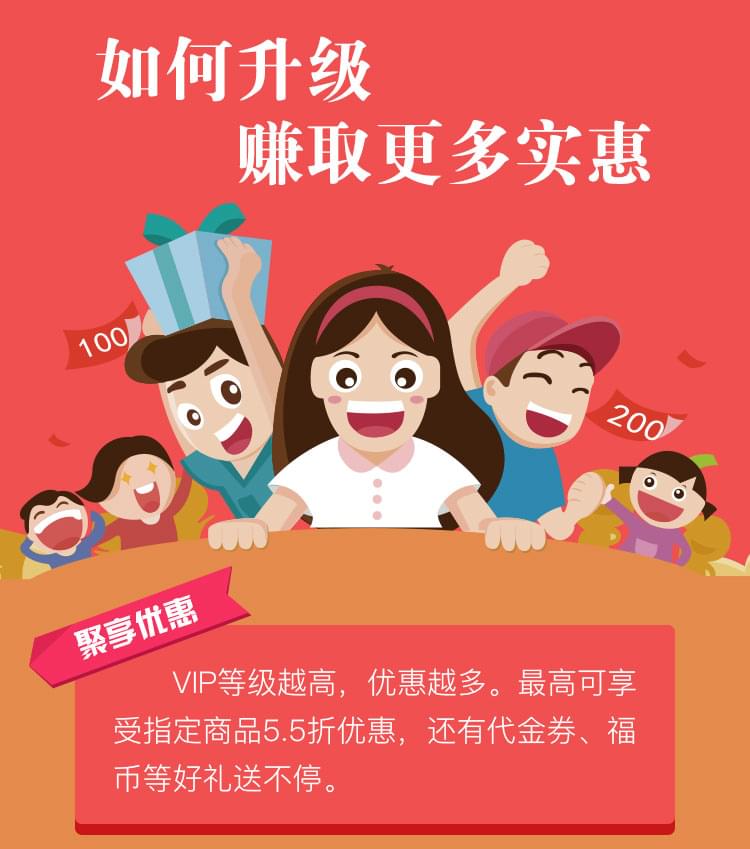 如何升级
赚取更多实惠
100
200
聚享优惠
VIP等级越高，优惠越多。最高可享
受指定商品5.5折优惠，还有代金券、福
币等好礼送不停。